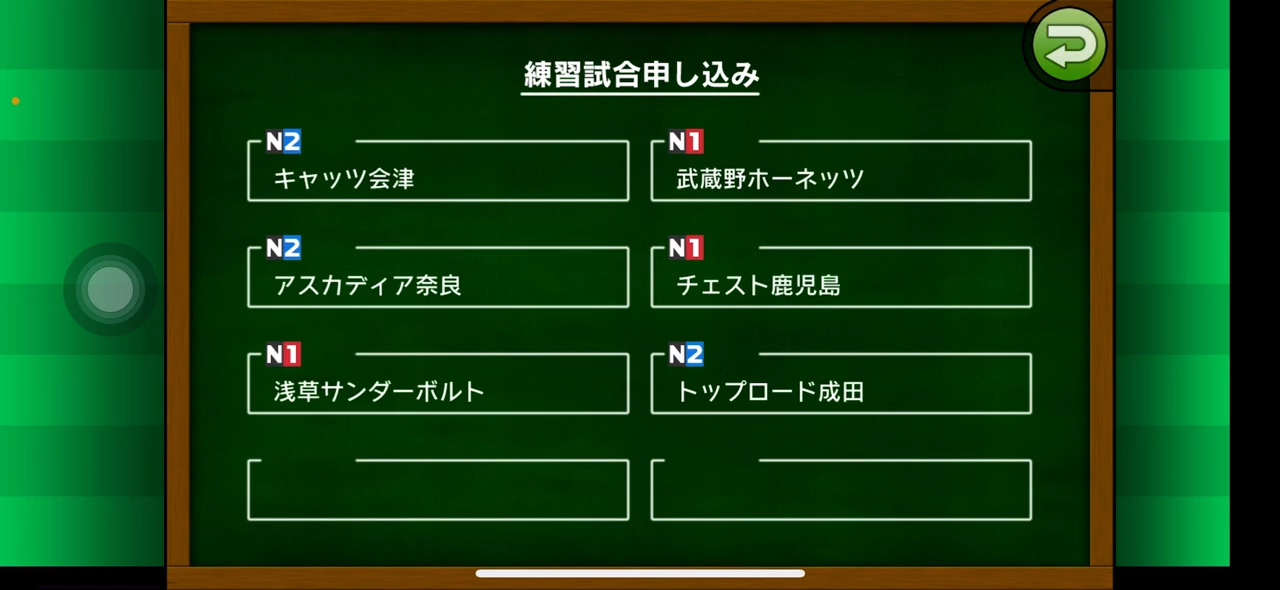 練習試合申し込み
N2
キャッツ会津
N1
武蔵野ホーネッツ
N2
アスカディア奈良
N1
チェスト鹿児島
N1
浅草サンダーボルト
N2
トップロード成田